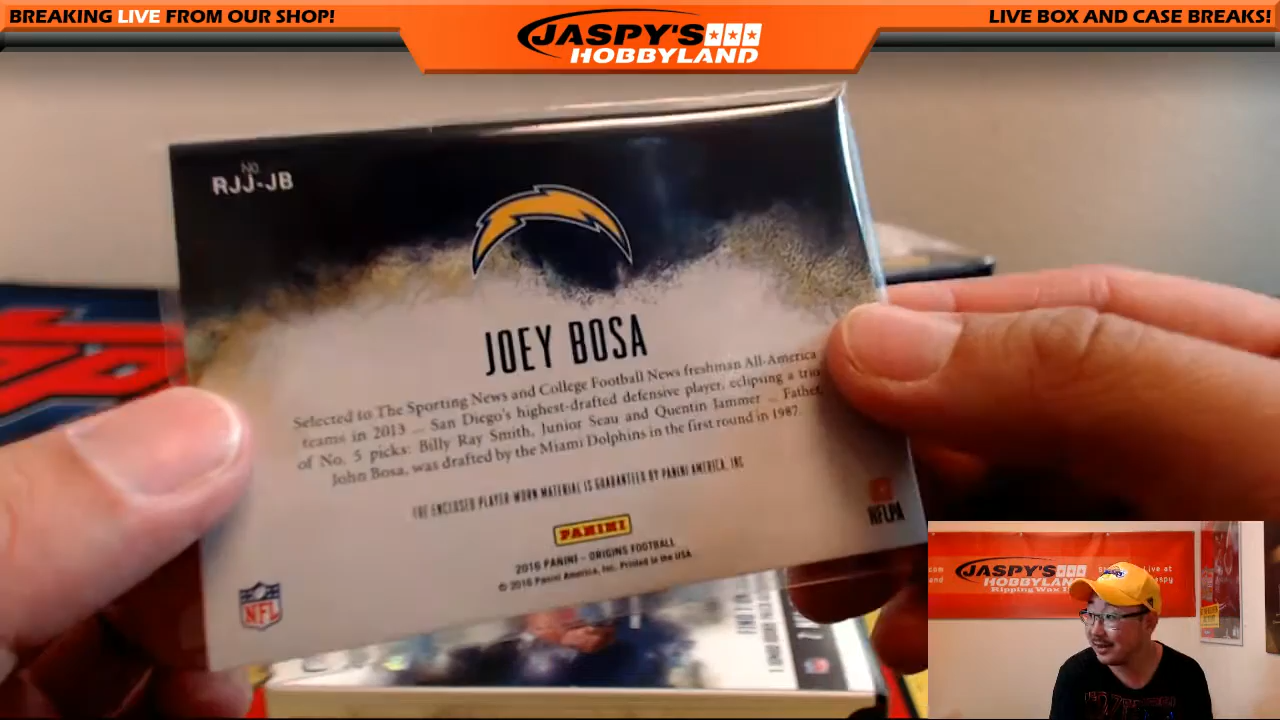 BREAKING LIVE FROM OUR SHOP!
LIVE BOX AND CASE BREAKS!
JASPY'S
HOBBYLAND
NO
RJJ-JB
JOEY BOSA
Selected to The Sporting News and College Football News freshman All-America
teams in 2013 — San Diego's highest-drafted defensive player, eclipsing a trio
of No. 5 picks: Billy Ray Smith, Junior Seau and Quentin Jammer — Father,
John Bosa, was drafted by the Miami Dolphins in the first round in 1987.
THE ENCLOSED PLAYER-WORN MATERIAL IS GUARANTEED BY PANINI AMERICA, INC
PANINI
2016 PANINI – ORIGINS FOOTBALL
© 2016 Panini America, Inc. Printed in the USA
NFL
NFLPA
JASPY'S
HOBBYLAND
Ripping Wax